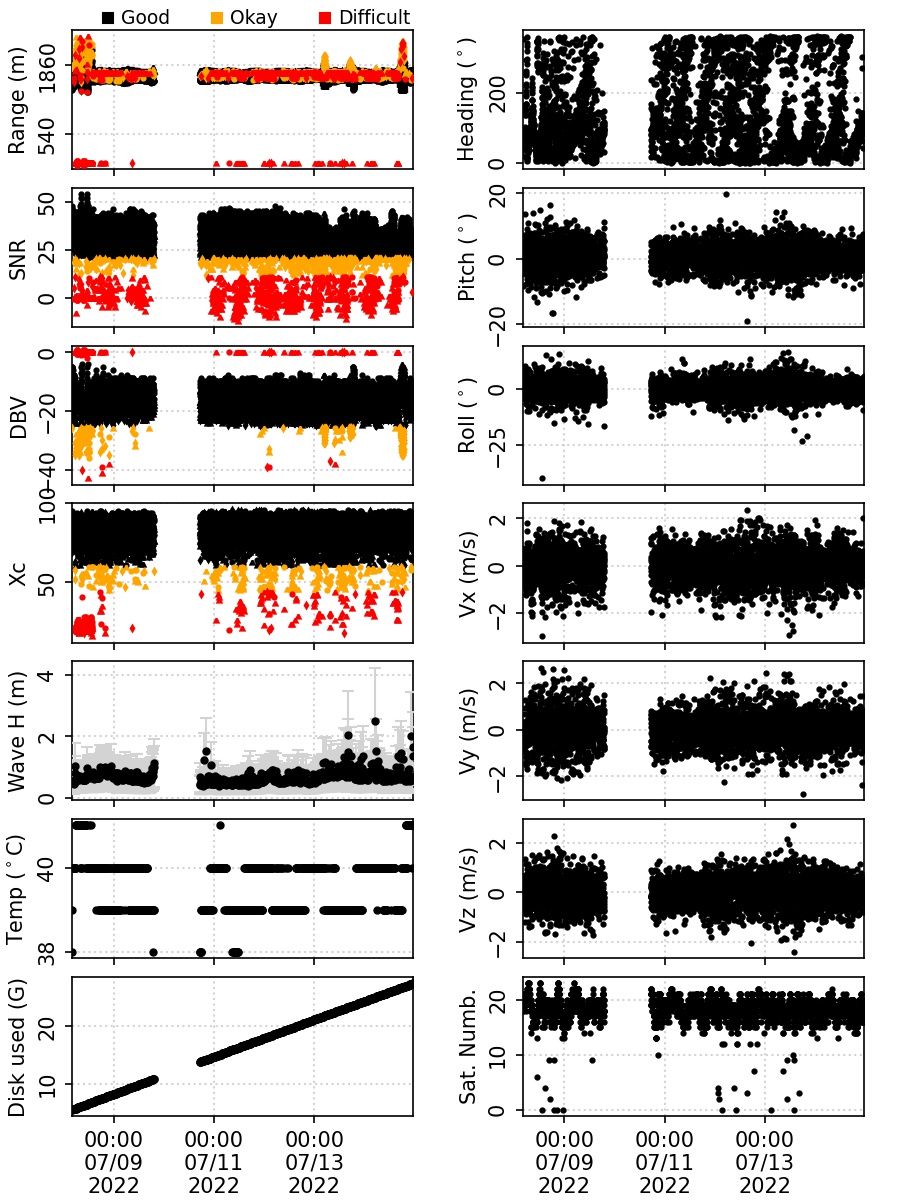 Good Okay Difficult
Range (m)
1860
540
Heading (°)
200
0
SNR
50
25
0
Pitch (°)
20
0
−20
DBV
0
−20
−40
Roll (°)
0
−25
Xc
100
50
Vx (m/s)
2
0
−2
Wave H (m)
4
2
0
Vy (m/s)
2
0
−2
Temp (°C)
40
38
Vz (m/s)
2
0
−2
Disk used (G)
20
10
Sat. Numb.
20
10
0
00:00 00:00 00:00
07/09 07/11 07/13
2022 2022 2022
00:00 00:00 00:00
07/09 07/11 07/13
2022 2022 2022